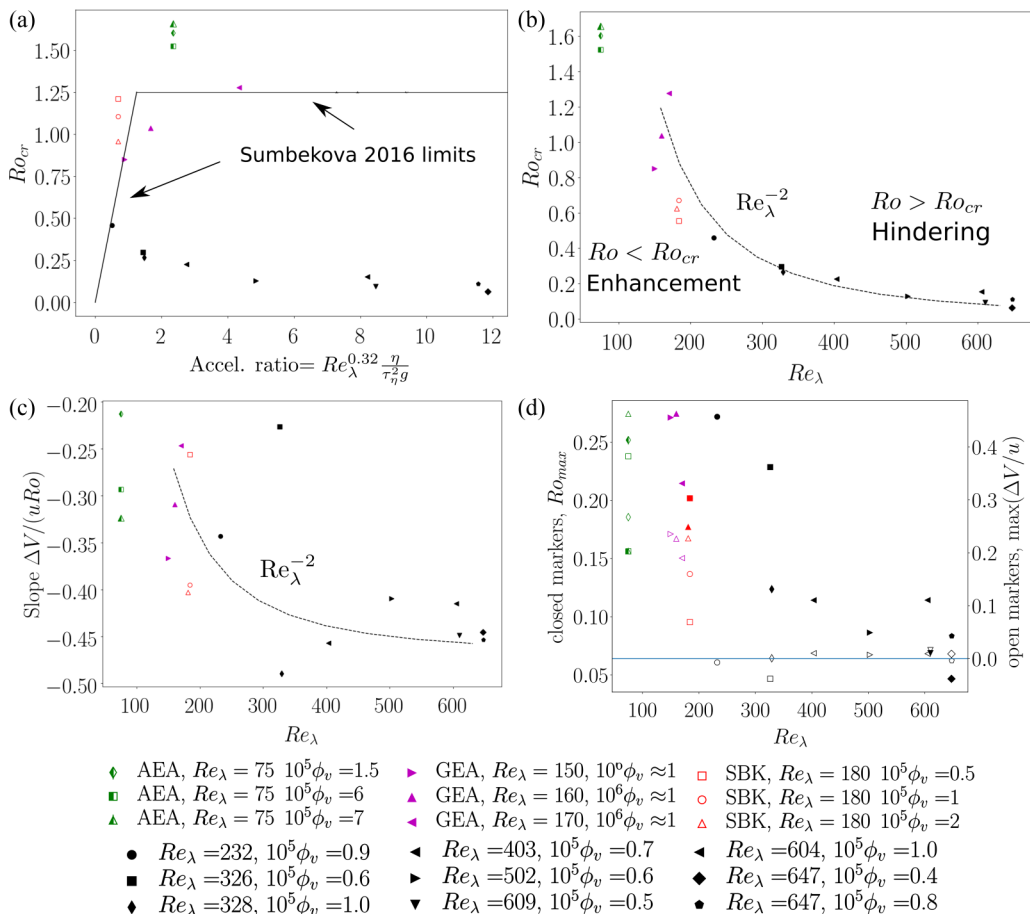 (a)
1.50
1.25
1.00
0.75
0.50
0.25
0.00
Ro_{cr}
Sumbekova 2016 limits
0 2 4 6 8 10 12
Accel. ratio= Re_λ^{0.32} \frac{η}{τ_η^2 g}
(b)
1.6
1.4
1.2
1.0
0.8
0.6
0.4
0.2
0.0
Ro_{cr}
Re_λ^{-2}
Ro > Ro_{cr}
Hindering
Ro < Ro_{cr}
Enhancement
100 200 300 400 500 600
Re_λ
(c)
−0.20
−0.25
−0.30
−0.35
−0.40
−0.45
−0.50
Slope ΔV/(uRo)
Re_λ^{-2}
100 200 300 400 500 600
Re_λ
(d)
0.25
0.20
0.15
0.10
0.05
closed markers, Ro_{max}
0.4
0.3
0.2
0.1
0.0
open markers, max(ΔV/u)
100 200 300 400 500 600
Re_λ
AEA, Re_λ = 75 10^5ϕ_v =1.5
AEA, Re_λ = 75 10^5ϕ_v =6
AEA, Re_λ = 75 10^5ϕ_v =7
GEA, Re_λ = 150, 10^6ϕ_v ≈1
GEA, Re_λ = 160, 10^6ϕ_v ≈1
GEA, Re_λ = 170, 10^6ϕ_v ≈1
SBK, Re_λ = 180 10^5ϕ_v =0.5
SBK, Re_λ = 180 10^5ϕ_v =1
SBK, Re_λ = 180 10^5ϕ_v =2
Re_λ =232, 10^5ϕ_v =0.9
Re_λ =326, 10^5ϕ_v =0.6
Re_λ =328, 10^5ϕ_v =1.0
Re_λ =403, 10^5ϕ_v =0.7
Re_λ =502, 10^5ϕ_v =0.6
Re_λ =609, 10^5ϕ_v =0.5
Re_λ =604, 10^5ϕ_v =1.0
Re_λ =647, 10^5ϕ_v =0.4
Re_λ =647, 10^5ϕ_v =0.8